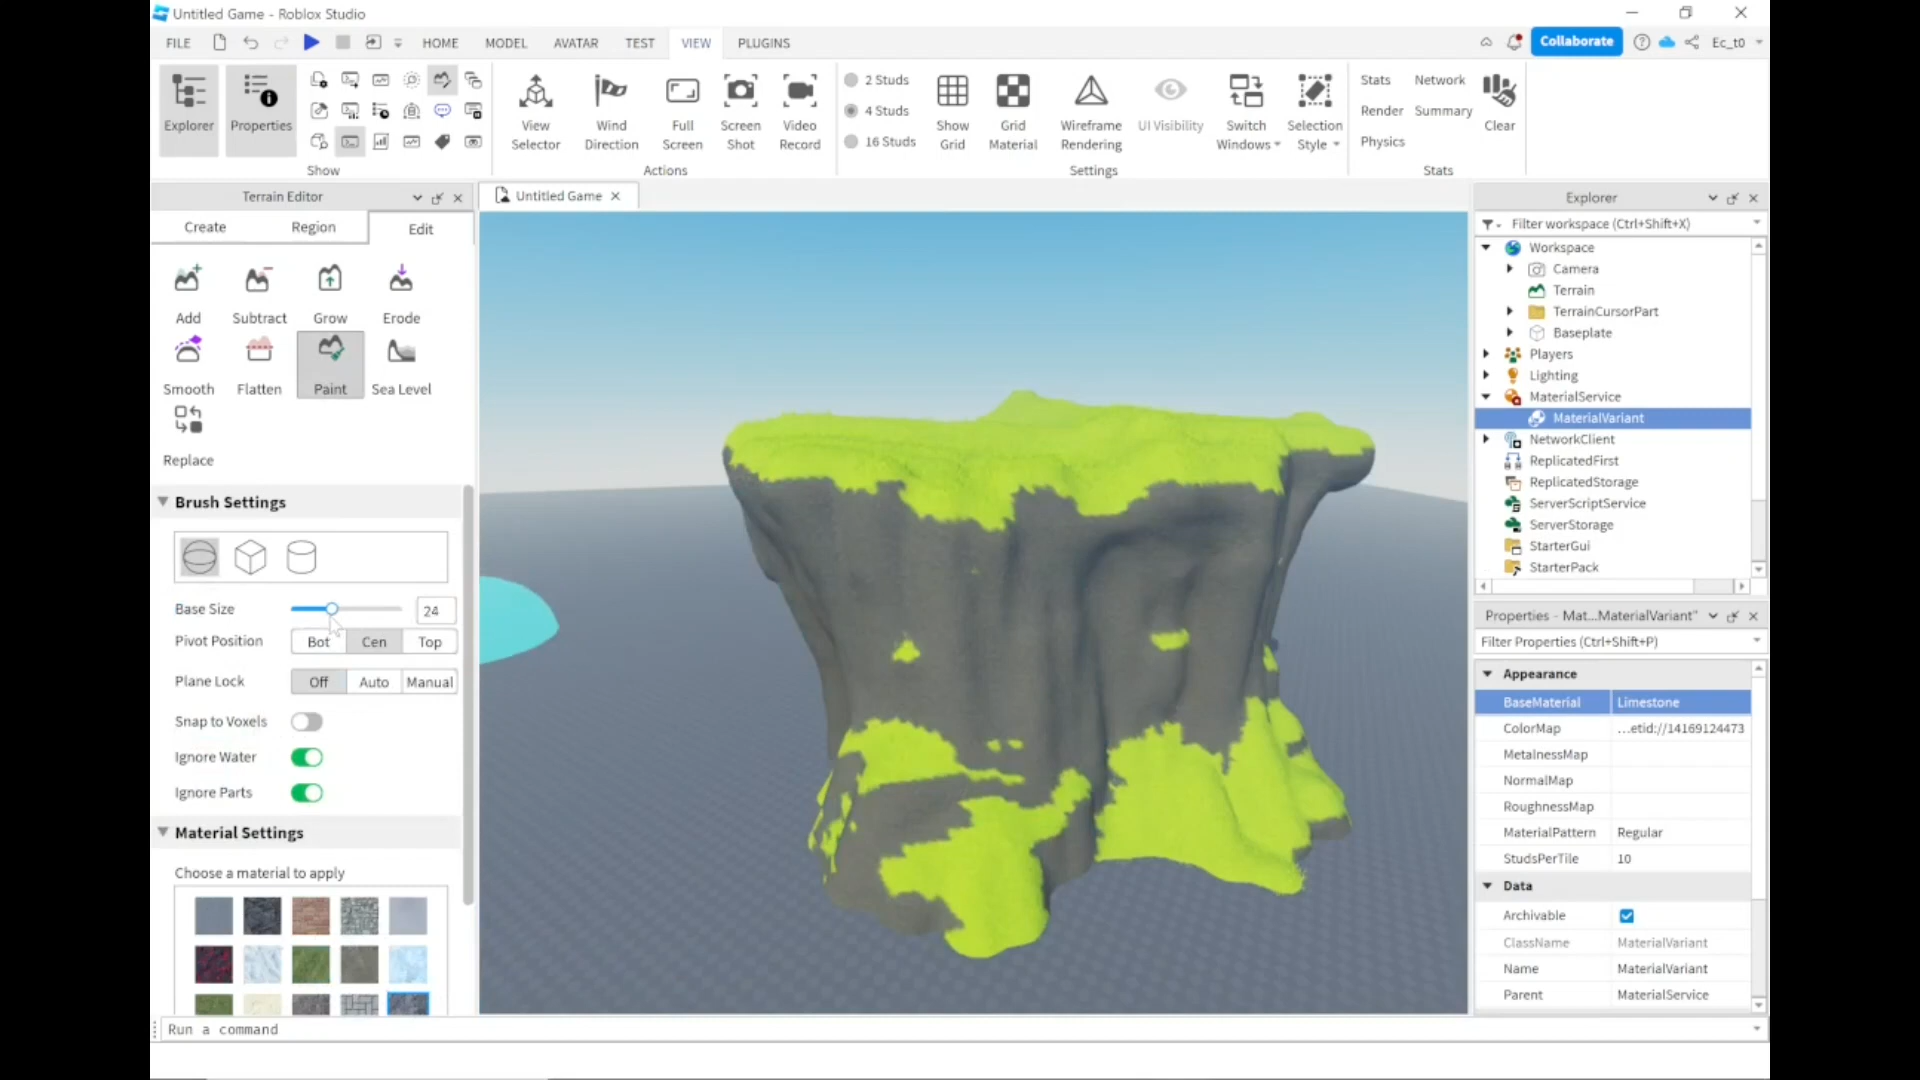 Untitled Game - Roblox Studio
FILE HOME MODEL AVATAR TEST VIEW PLUGINS Collaborate Ec_t0
Explorer Properties
View Selector
Wind Direction
Full Screen
Screen Shot
Video Record
2 Studs
4 Studs
16 Studs
Show Grid
Grid Material
Wireframe Rendering
UI Visibility
Switch Windows
Selection Style
Stats Network
Render Summary
Physics
Clear
Show Actions Settings Stats
Terrain Editor
Create Region Edit
Add Subtract Grow Erode
Smooth Flatten Paint Sea Level
Replace
Brush Settings
Base Size 24
Pivot Position Bot Cen Top
Plane Lock Off Auto Manual
Snap to Voxels
Ignore Water
Ignore Parts
Material Settings
Choose a material to apply
Untitled Game
Explorer
Filter workspace (Ctrl+Shift+X)
Workspace
Camera
Terrain
TerrainCursorPart
Baseplate
Players
Lighting
MaterialService
MaterialVariant
NetworkClient
ReplicatedFirst
ReplicatedStorage
ServerScriptService
ServerStorage
StarterGui
StarterPack
Properties - Mat...MaterialVariant"
Filter Properties (Ctrl+Shift+P)
Appearance
BaseMaterial Limestone
ColorMap ...etid://14169124473
MetalnessMap
NormalMap
RoughnessMap
MaterialPattern Regular
StudsPerTile 10
Data
Archivable
ClassName MaterialVariant
Name MaterialVariant
Parent MaterialService
Run a command